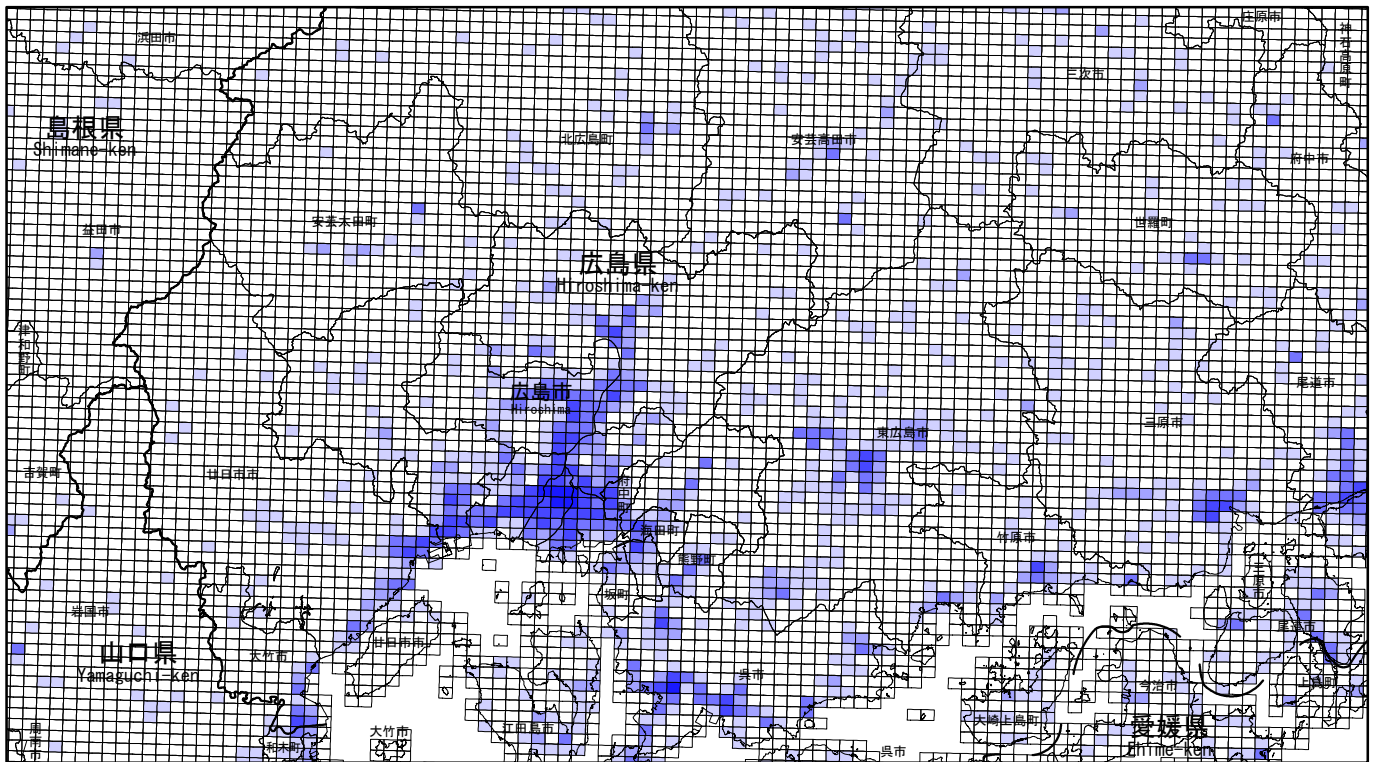 庄原市
浜田市
神石高原町
三次市
島根県
Shimane-ken
北広島町
安芸高田市
府中市
安芸太田町
世羅町
益田市
広島県
Hiroshima-ken
津和野町
広島市
Hiroshima
尾道市
三原市
東広島市
吉賀町
廿日市市
府中町
海田町
竹原市
熊野町
三原市
坂町
岩国市
尾道市
廿日市市
山口県
Yamaguchi-ken
大竹市
呉市
今治市
上島町
大崎上島町
江田島市
大竹市
愛媛県
Ehime-ken
周南市
和木町
呉市